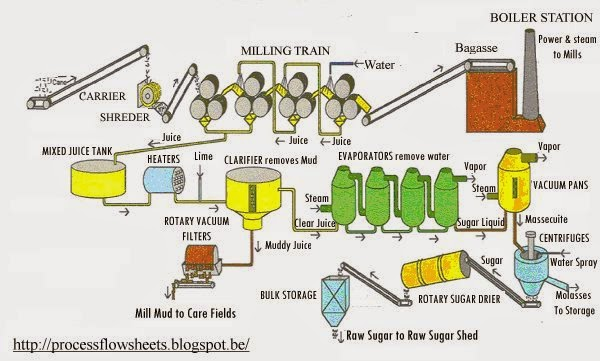 BOILER STATION
Power & steam
to Mills
MILLING TRAIN
Bagasse
Water
Cane
CARRIER
SHREDER
Juice
Juice
Juice
MIXED JUICE TANK
HEATERS
Lime
CLARIFIER removes Mud
EVAPORATORS remove water
Vapor
Vapor
Steam
Steam
VACUUM PANS
Clear Juice
Sugar Liquid
Massecuite
ROTARY VACUUM
FILTERS
Muddy Juice
CENTRIFUGES
Water Spray
Sugar
BULK STORAGE
ROTARY SUGAR DRIER
Molasses
To Storage
Mill Mud to Care Fields
Raw Sugar to Raw Sugar Shed
http://processflowsheets.blogspot.be/